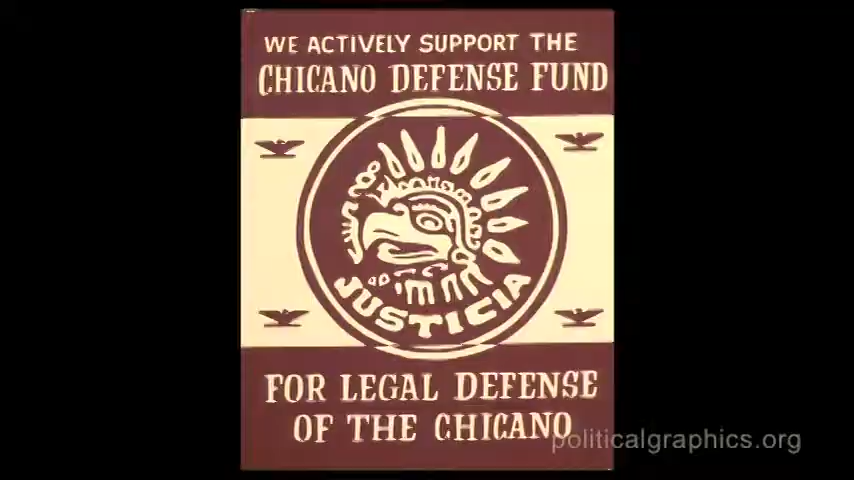 WE ACTIVELY SUPPORT THE
CHICANO DEFENSE FUND
JUSTICIA
FOR LEGAL DEFENSE
OF THE CHICANO
politicalgraphics.org